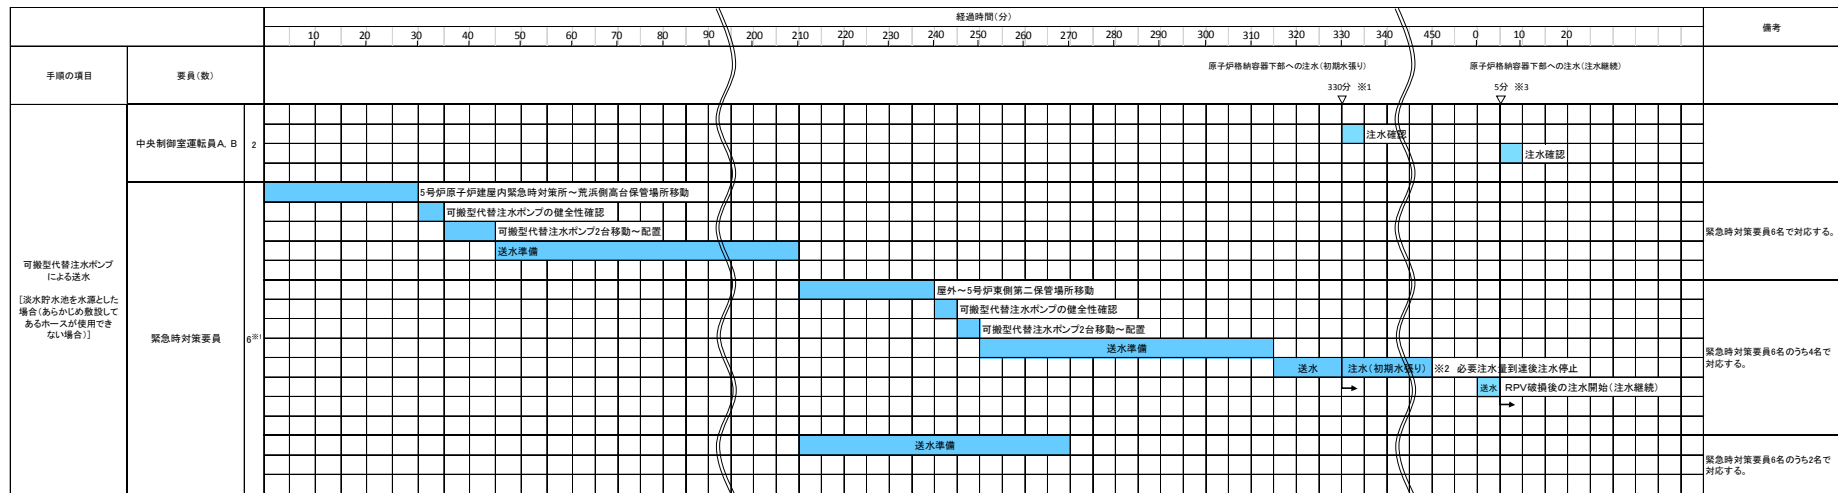 経過時間(分)
備考
10 20 30 40 50 60 70 80 90 200 210 220 230 240 250 260 270 280 290 300 310 320 330 340 450 0 10 20
手順の項目
要員(数)
原子炉格納容器下部への注水(初期水張り)
原子炉格納容器下部への注水(注水継続)
330分 ※1
5分 ※3
中央制御室運転員A, B
2
注水確認
注水確認
可搬型代替注水ポンプ
による送水
[淡水貯水池を水源とした
場合(あらかじめ敷設して
あるホースが使用でき
ない場合)]
緊急時対策要員
6※1
5号炉原子炉建屋内緊急時対策所～荒浜側高台保管場所移動
可搬型代替注水ポンプの健全性確認
可搬型代替注水ポンプ2台移動～配置
送水準備
緊急時対策要員6名で対応する。
屋外～5号炉東側第二保管場所移動
可搬型代替注水ポンプの健全性確認
可搬型代替注水ポンプ2台移動～配置
送水準備
送水
注水(初期水張り)
※2 必要注水量到達後注水停止
送水
RPV破損後の注水開始(注水継続)
緊急時対策要員6名のうち4名で
対応する。
送水準備
緊急時対策要員6名のうち2名で
対応する。